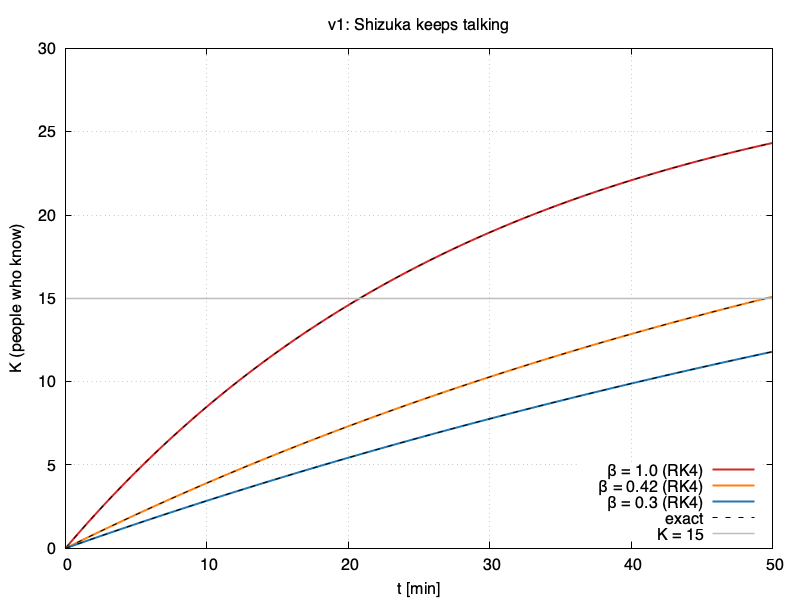 v1: Shizuka keeps talking
30
25
20
15
10
5
0
K (people who know)
β = 1.0 (RK4)
β = 0.42 (RK4)
β = 0.3 (RK4)
exact
K = 15
0 10 20 30 40 50
t [min]